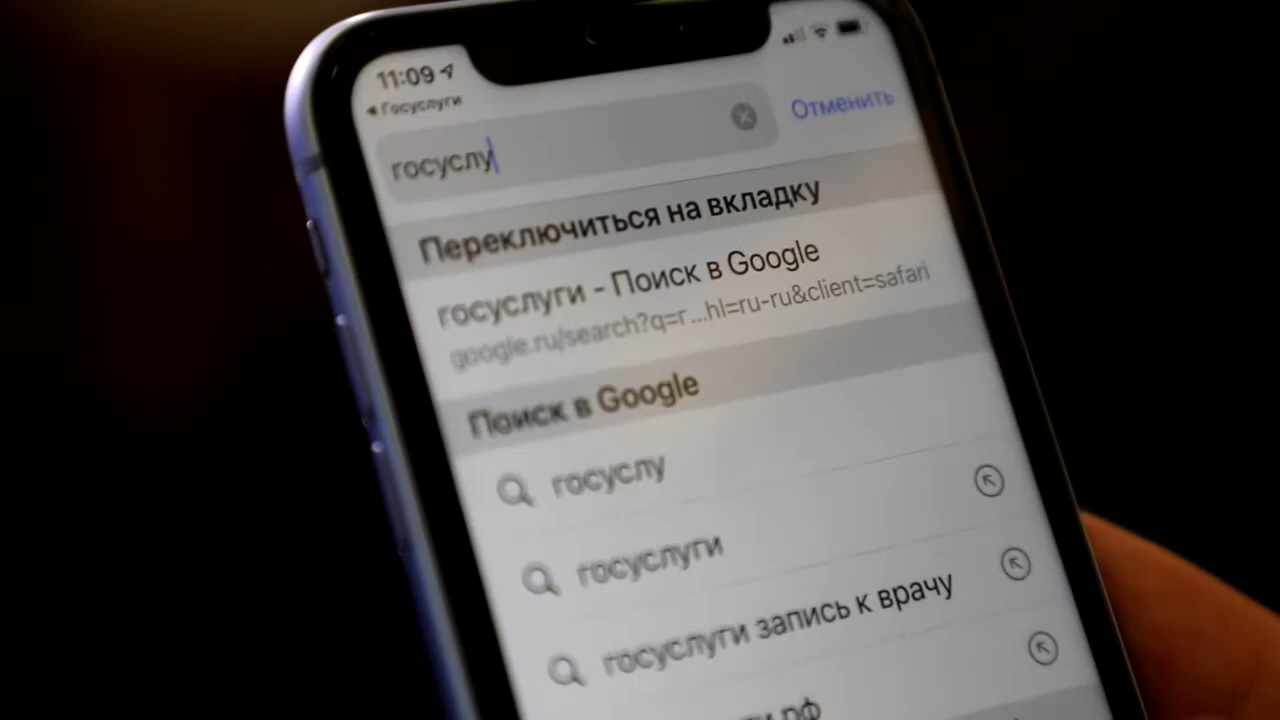 11:09
Госуслуги
госуслу
Отменить
Переключиться на вкладку
госуслуги - Поиск в Google
google.ru/search?q=г...hl=ru-ru&client=safari
Поиск в Google
госуслу
госуслуги
госуслуги запись к врачу
рф